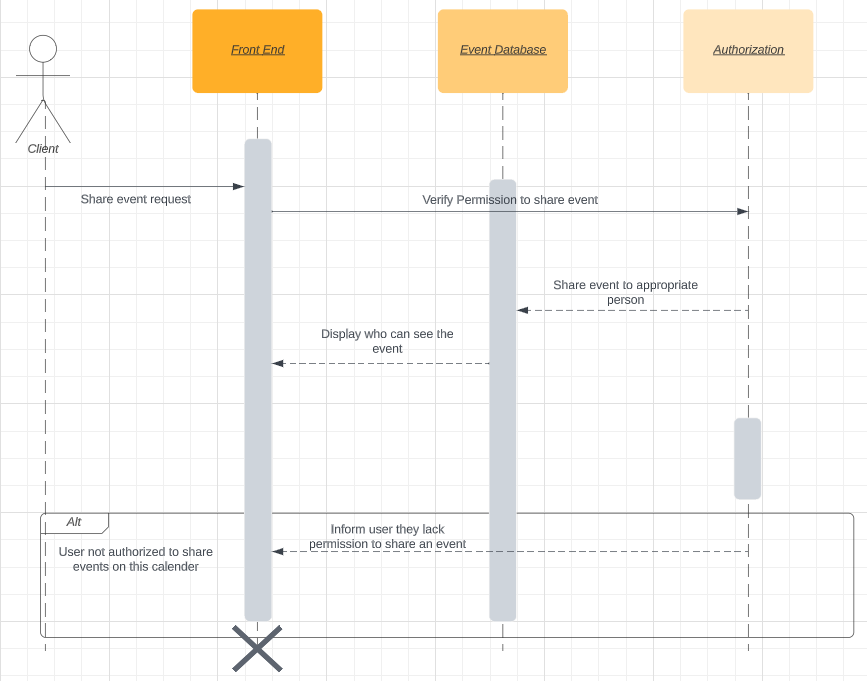 Front End
Event Database
Authorization
Client
Share event request
Verify Permission to share event
Share event to appropriate
person
Display who can see the
event
Alt
User not authorized to share
events on this calender
Inform user they lack
permission to share an event